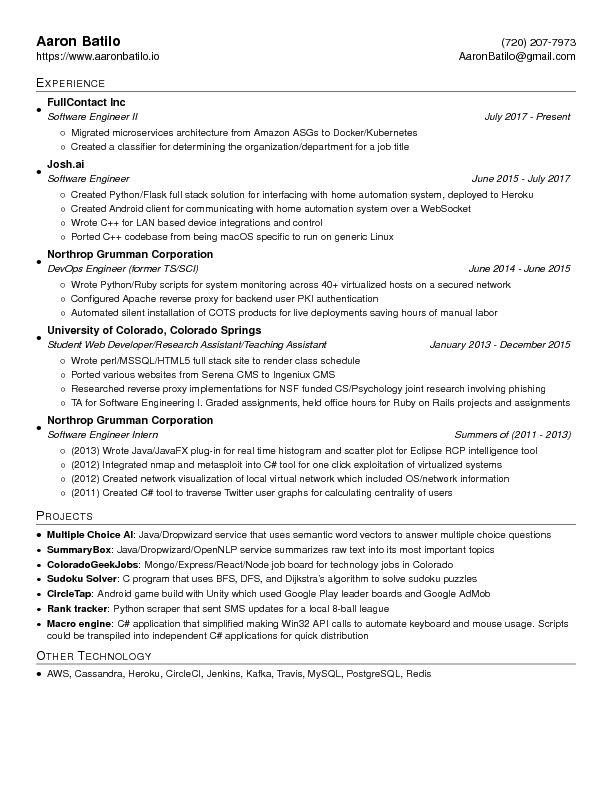 Aaron Batilo (720) 207-7973
https://www.aaronbatilo.io AaronBatilo@gmail.com
EXPERIENCE
• FullContact Inc
Software Engineer II July 2017 - Present
◦ Migrated microservices architecture from Amazon ASGs to Docker/Kubernetes
◦ Created a classifier for determining the organization/department for a job title
• Josh.ai
Software Engineer June 2015 - July 2017
◦ Created Python/Flask full stack solution for interfacing with home automation system, deployed to Heroku
◦ Created Android client for communicating with home automation system over a WebSocket
◦ Wrote C++ for LAN based device integrations and control
◦ Ported C++ codebase from being macOS specific to run on generic Linux
• Northrop Grumman Corporation
DevOps Engineer (former TS/SCI) June 2014 - June 2015
◦ Wrote Python/Ruby scripts for system monitoring across 40+ virtualized hosts on a secured network
◦ Configured Apache reverse proxy for backend user PKI authentication
◦ Automated silent installation of COTS products for live deployments saving hours of manual labor
• University of Colorado, Colorado Springs
Student Web Developer/Research Assistant/Teaching Assistant January 2013 - December 2015
◦ Wrote perl/MSSQL/HTML5 full stack site to render class schedule
◦ Ported various websites from Serena CMS to Ingeniux CMS
◦ Researched reverse proxy implementations for NSF funded CS/Psychology joint research involving phishing
◦ TA for Software Engineering I. Graded assignments, held office hours for Ruby on Rails projects and assignments
• Northrop Grumman Corporation
Software Engineer Intern Summers of (2011 - 2013)
◦ (2013) Wrote Java/JavaFX plug-in for real time histogram and scatter plot for Eclipse RCP intelligence tool
◦ (2012) Integrated nmap and metasploit into C# tool for one click exploitation of virtualized systems
◦ (2012) Created network visualization of local virtual network which included OS/network information
◦ (2011) Created C# tool to traverse Twitter user graphs for calculating centrality of users
PROJECTS
• Multiple Choice AI: Java/Dropwizard service that uses semantic word vectors to answer multiple choice questions
• SummaryBox: Java/Dropwizard/OpenNLP service summarizes raw text into its most important topics
• ColoradoGeekJobs: Mongo/Express/React/Node job board for technology jobs in Colorado
• Sudoku Solver: C program that uses BFS, DFS, and Dijkstra's algorithm to solve sudoku puzzles
• CircleTap: Android game build with Unity which used Google Play leader boards and Google AdMob
• Rank tracker: Python scraper that sent SMS updates for a local 8-ball league
• Macro engine: C# application that simplified making Win32 API calls to automate keyboard and mouse usage. Scripts
could be transpiled into independent C# applications for quick distribution
OTHER TECHNOLOGY
• AWS, Cassandra, Heroku, CircleCI, Jenkins, Kafka, Travis, MySQL, PostgreSQL, Redis